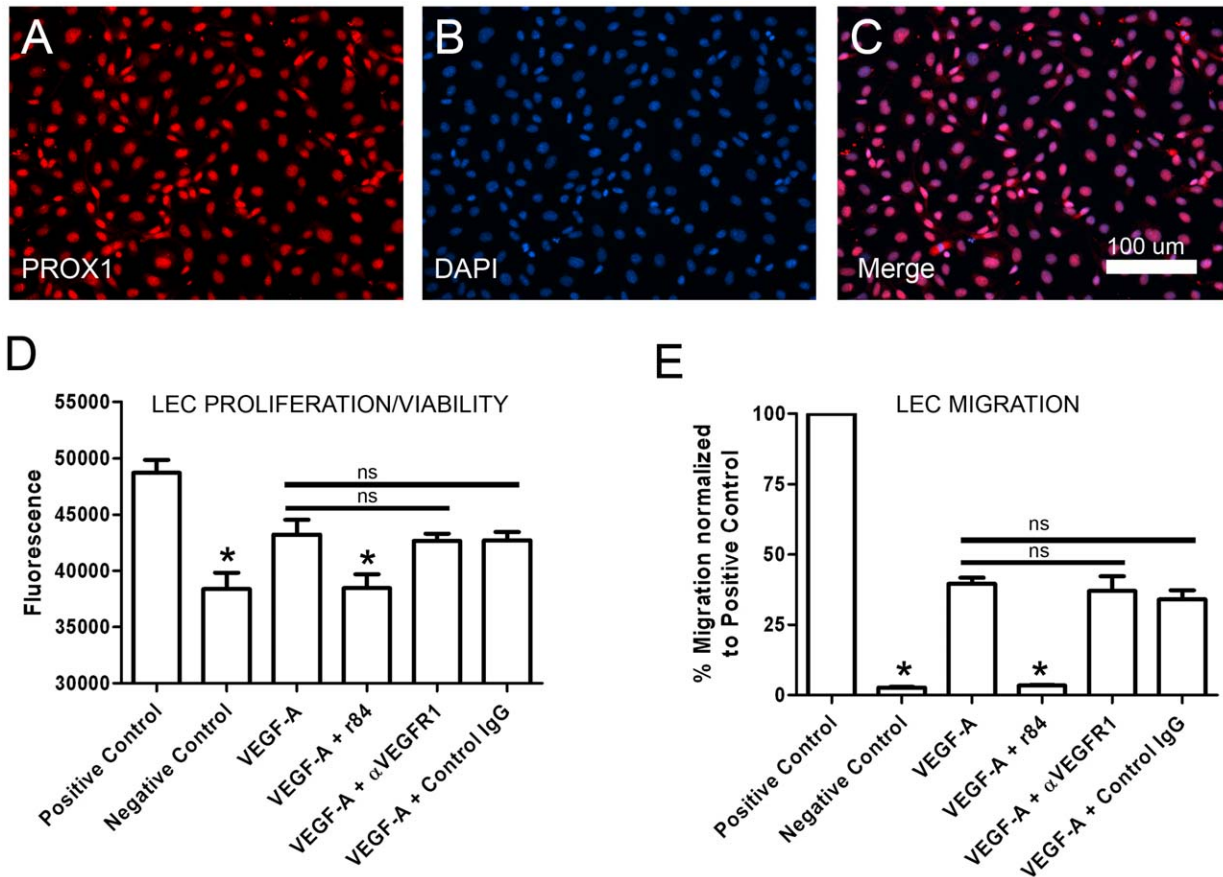 A
PROX1
B
DAPI
C
100 um
Merge
D
LEC PROLIFERATION/VIABILITY
Fluorescence
55000
50000
45000
40000
35000
30000
*
*
ns
ns
Positive Control
Negative Control
VEGF-A
VEGF-A + r84
VEGF-A + αVEGFR1
VEGF-A + Control IgG
E
LEC MIGRATION
% Migration normalized
to Positive Control
100
75
50
25
0
*
*
ns
ns
Positive Control
Negative Control
VEGF-A
VEGF-A + r84
VEGF-A + αVEGFR1
VEGF-A + Control IgG